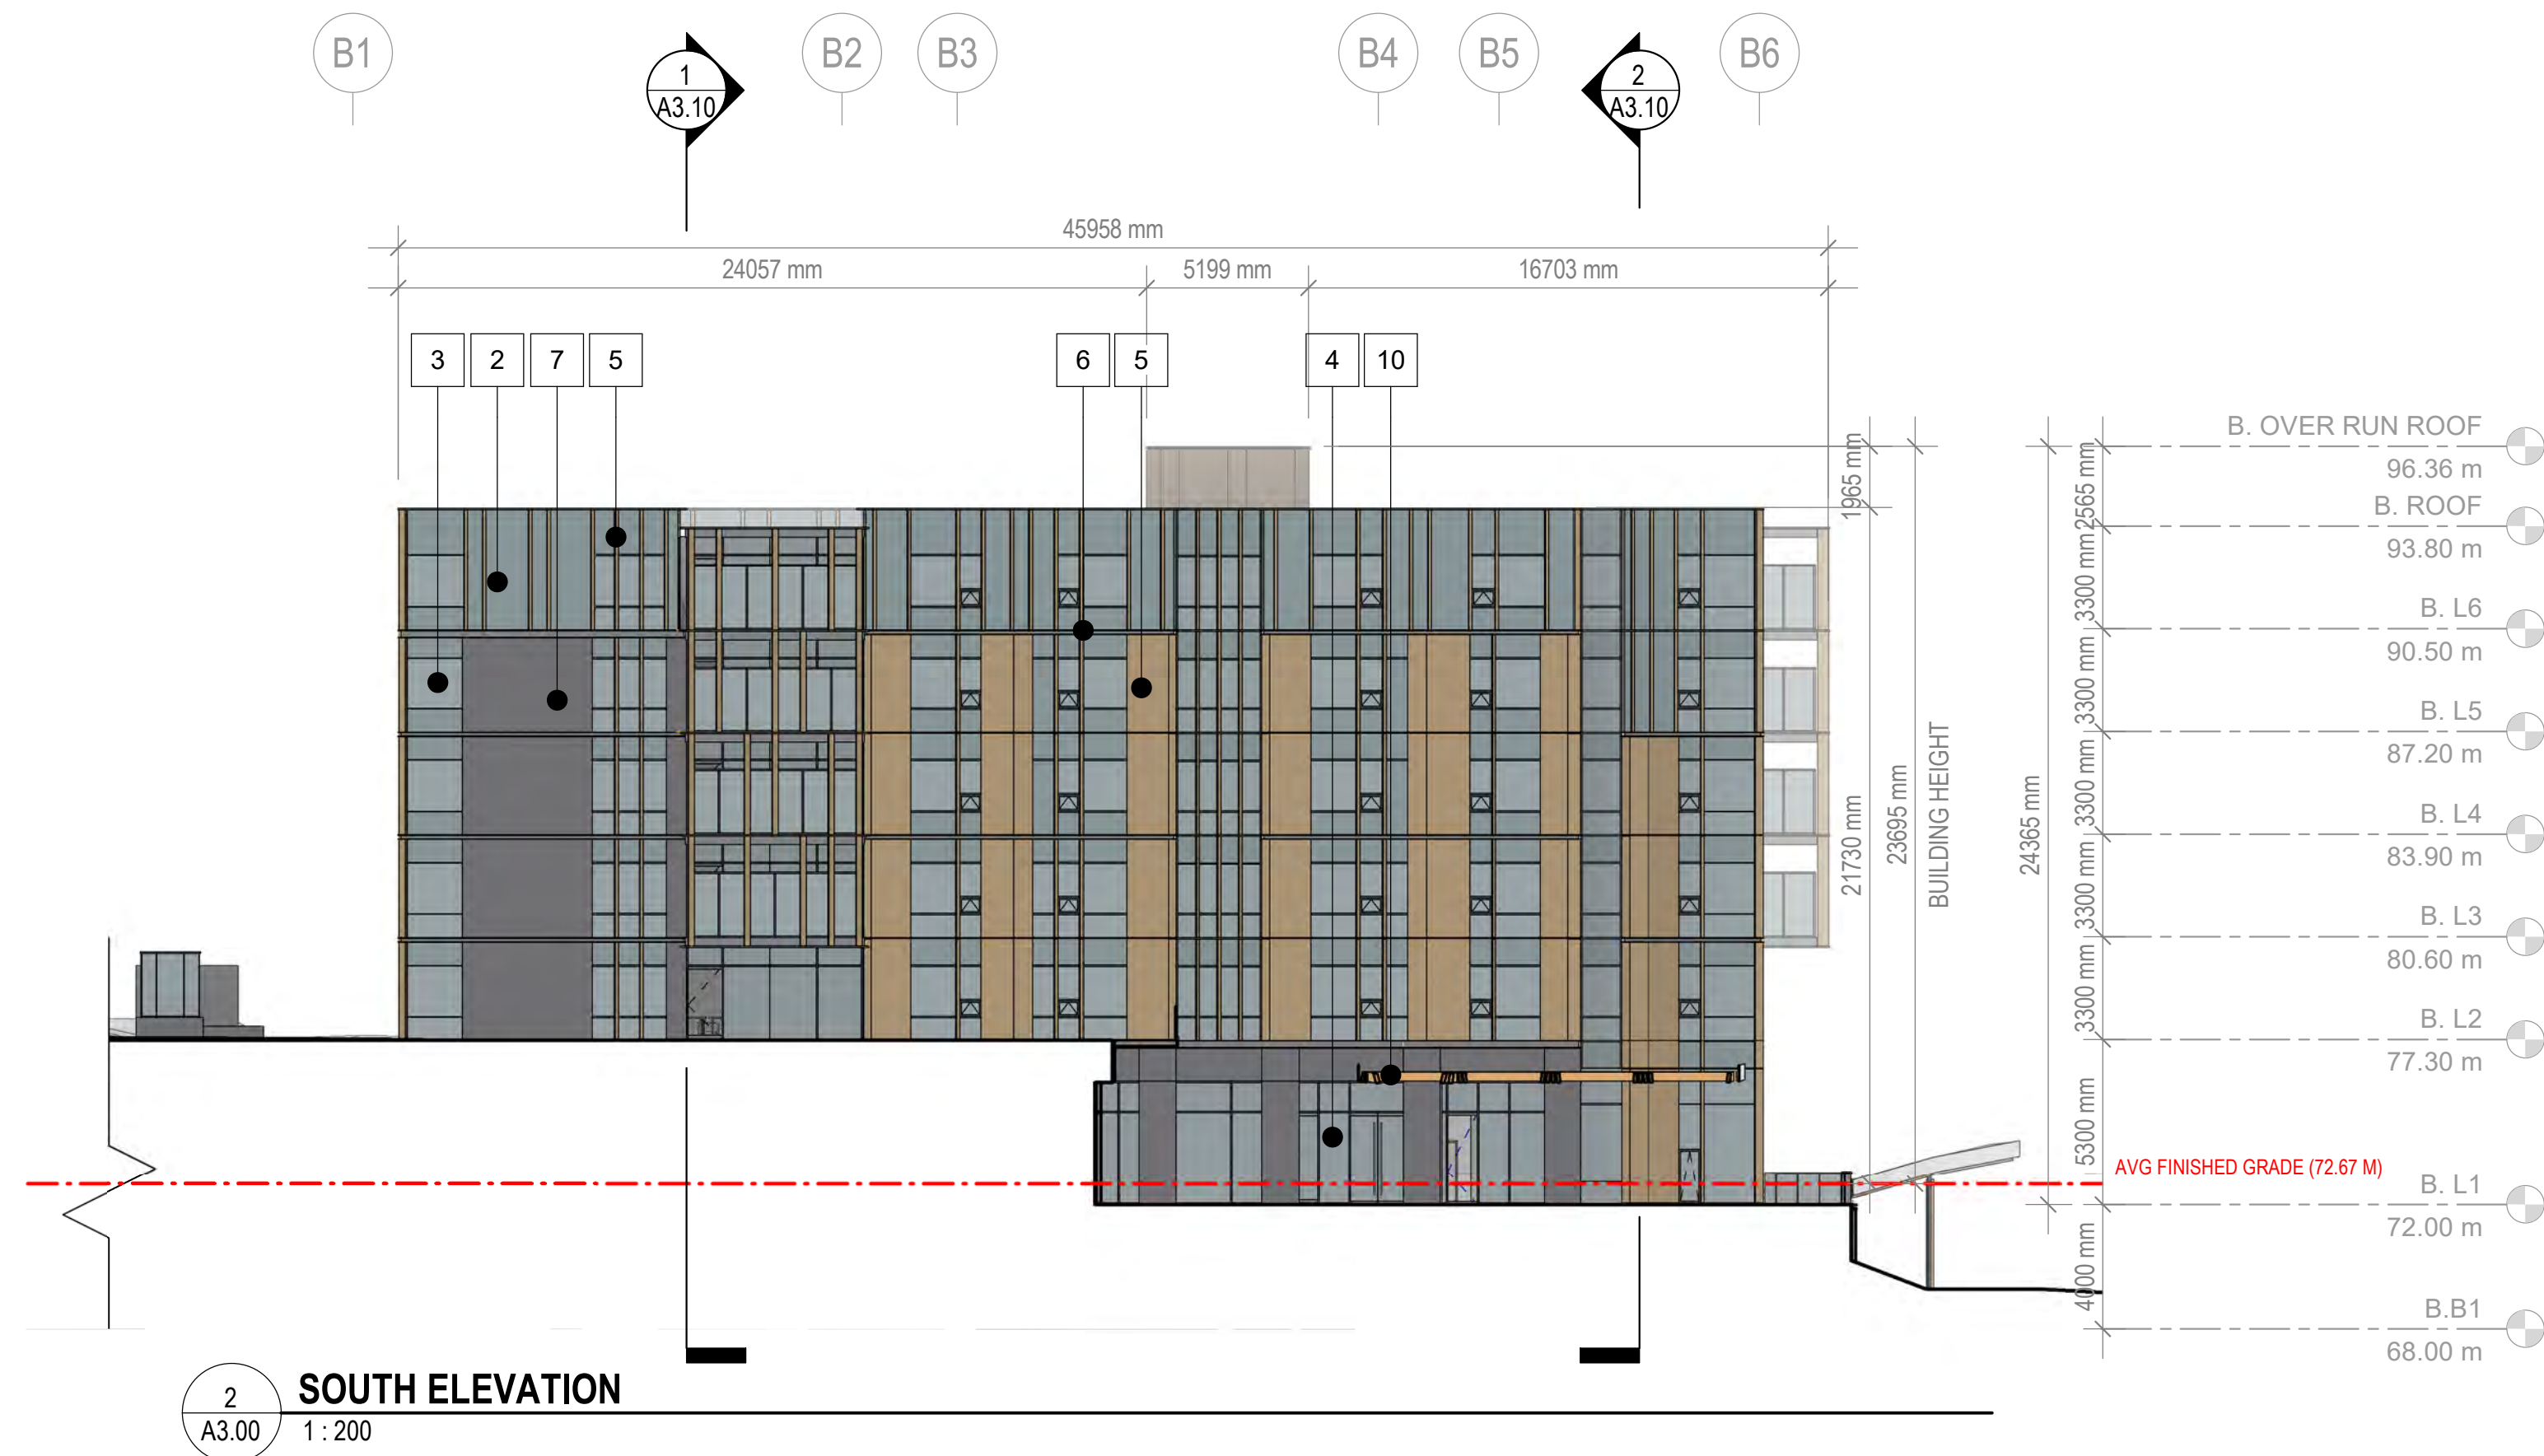 B1
B2
B3
B4
B5
B6
1
A3.10
2
A3.10
45958 mm
24057 mm
5199 mm
16703 mm
3
2
7
5
6
5
4
10
B. OVER RUN ROOF
96.36 m
B. ROOF
93.80 m
B. L6
90.50 m
B. L5
87.20 m
B. L4
83.90 m
B. L3
80.60 m
B. L2
77.30 m
AVG FINISHED GRADE (72.67 M)
B. L1
72.00 m
B.B1
68.00 m
1965 mm
21730 mm
23695 mm
BUILDING HEIGHT
24365 mm
2565 mm
3300 mm
3300 mm
3300 mm
3300 mm
3300 mm
5300 mm
4000 mm
2
A3.00
SOUTH ELEVATION
1 : 200